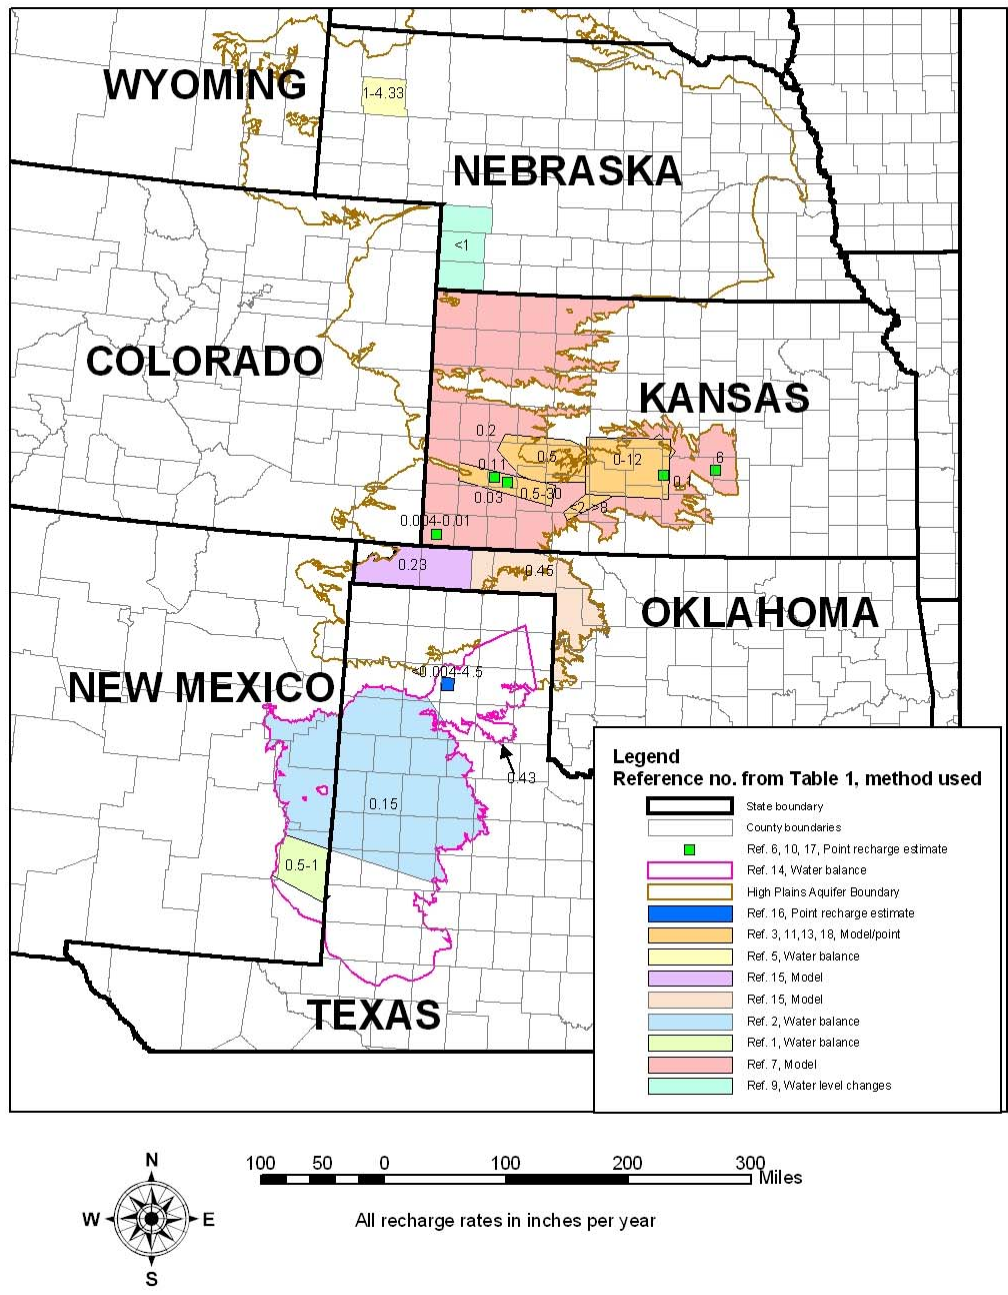 WYOMING
1-4.33
NEBRASKA
<1
COLORADO
KANSAS
0.2
0.5
0-12
6
0.11
0.1
0.03
0.5-30
<2->8
0.004-0.01
0.23
0.45
OKLAHOMA
<0.004-4.5
NEW MEXICO
0.43
0.15
0.5-1
TEXAS
Legend
Reference no. from Table 1, method used
State boundary
County boundaries
Ref. 6, 10, 17, Point recharge estimate
Ref. 14, Water balance
High Plains Aquifer Boundary
Ref. 16, Point recharge estimate
Ref. 3, 11,13, 18, Model/point
Ref. 5, Water balance
Ref. 15, Model
Ref. 15, Model
Ref. 2, Water balance
Ref. 1, Water balance
Ref. 7, Model
Ref. 9, Water level changes
N
W E
S
100 50 0 100 200 300
Miles
All recharge rates in inches per year